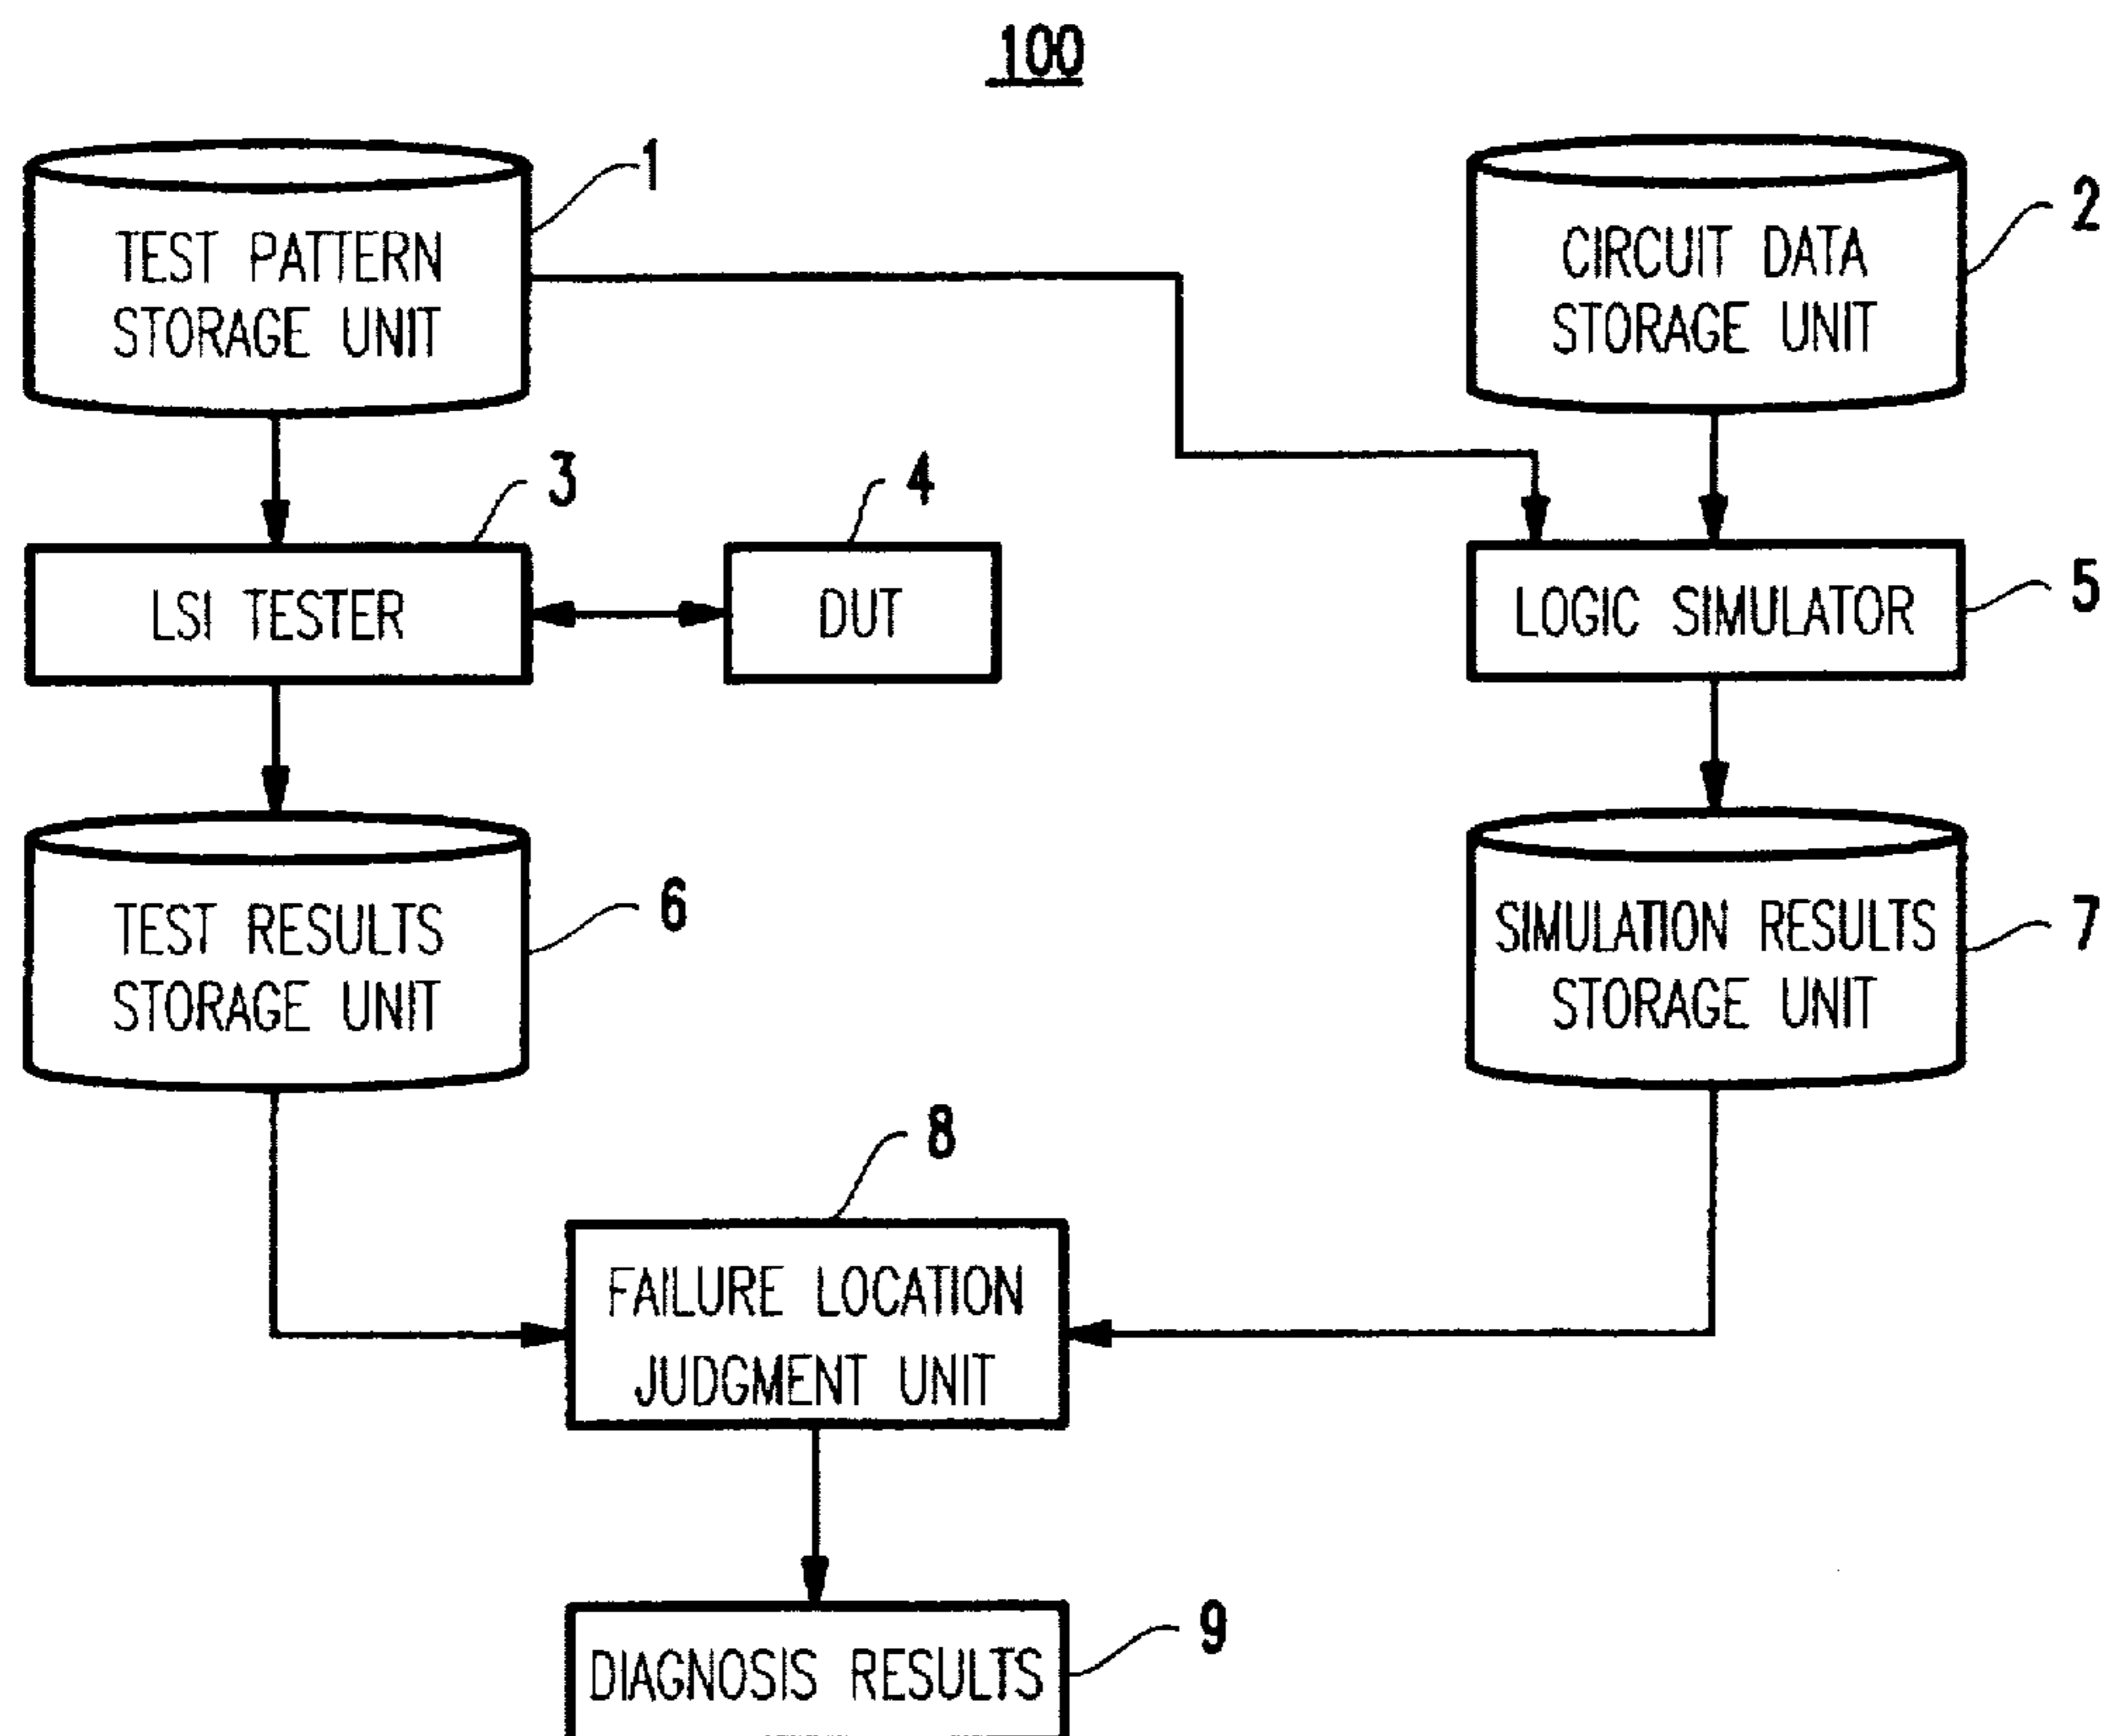 100
1
TEST PATTERN
STORAGE UNIT
2
CIRCUIT DATA
STORAGE UNIT
3
LSI TESTER
4
DUT
5
LOGIC SIMULATOR
6
TEST RESULTS
STORAGE UNIT
7
SIMULATION RESULTS
STORAGE UNIT
8
FAILURE LOCATION
JUDGMENT UNIT
9
DIAGNOSIS RESULTS